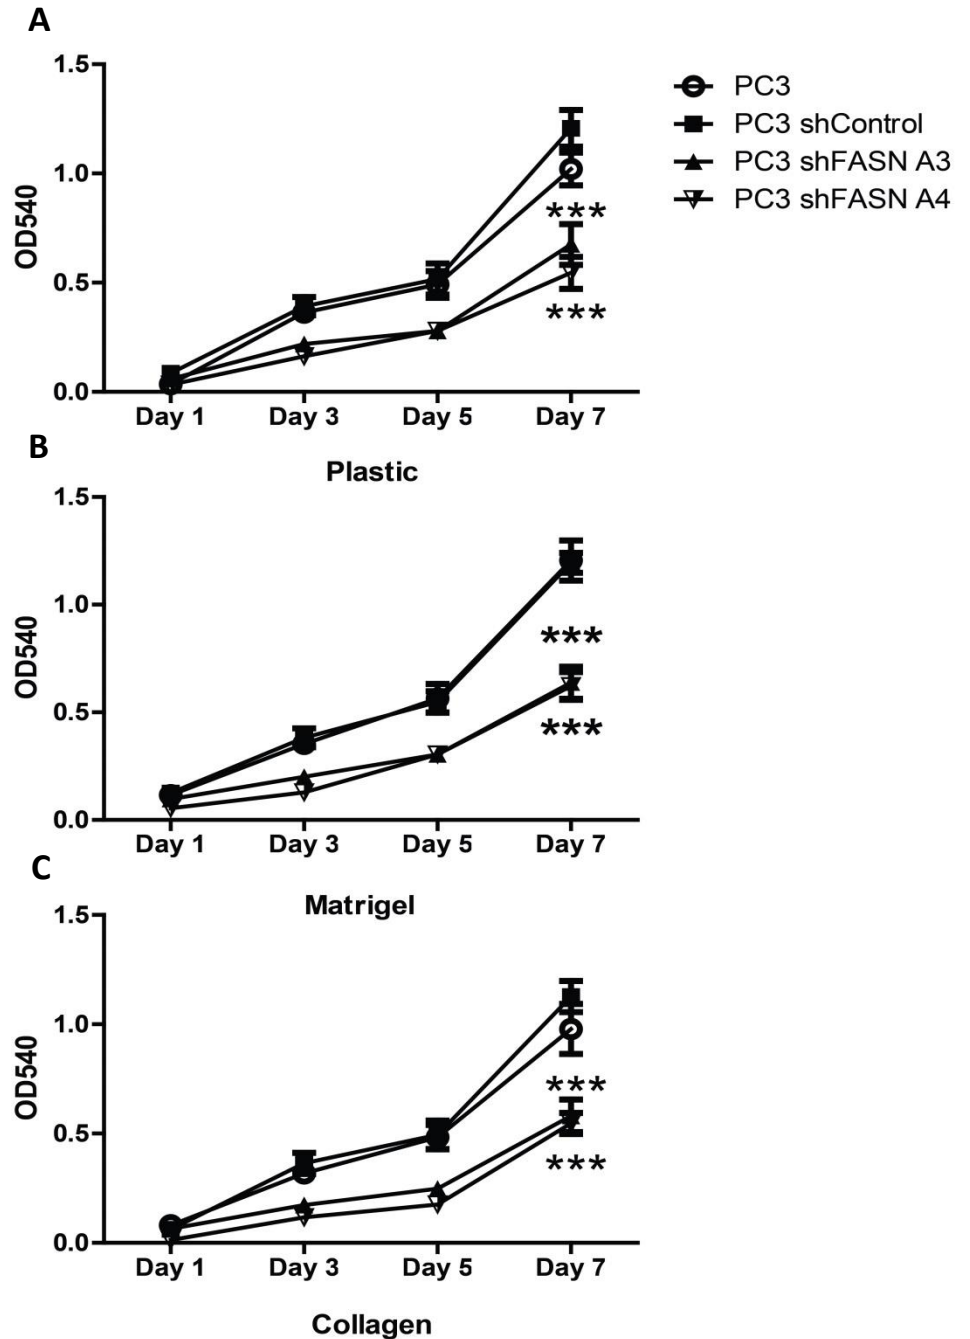 A
1.5
1.0
0.5
0.0
OD540
Day 1 Day 3 Day 5 Day 7
Plastic
***
***
PC3
PC3 shControl
PC3 shFASN A3
PC3 shFASN A4
B
1.5
1.0
0.5
0.0
OD540
Day 1 Day 3 Day 5 Day 7
Matrigel
***
***
C
1.5
1.0
0.5
0.0
OD540
Day 1 Day 3 Day 5 Day 7
Collagen
***
***